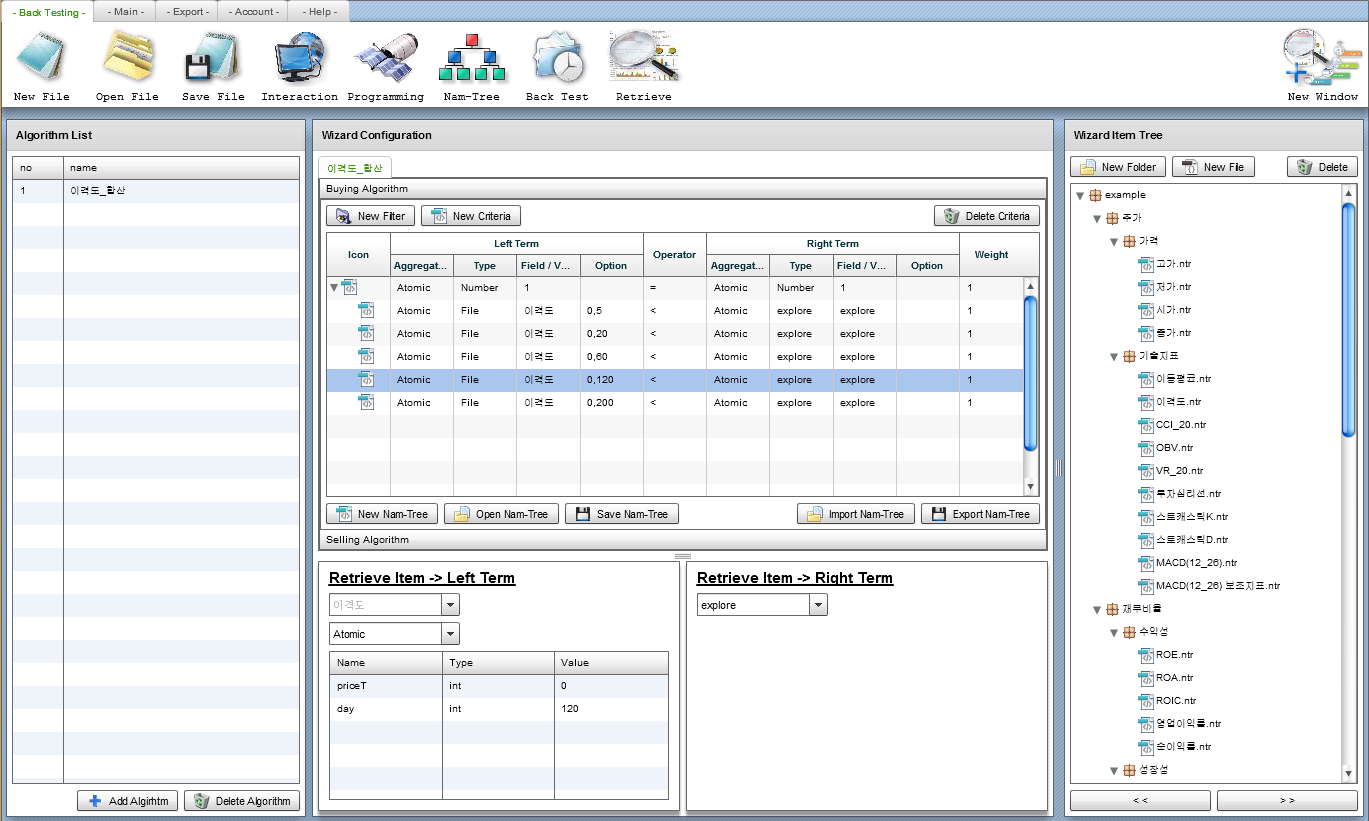 - Back Testing -
- Main -
- Export -
- Account -
- Help -
New File
Open File
Save File
Interaction
Programming
Nam-Tree
Back Test
Retrieve
New Window
Algorithm List
no name
1 이격도_합산
Add Algirhtm
Delete Algorithm
Wizard Configuration
이격도_합산
Buying Algorithm
New Filter
New Criteria
Delete Criteria
Icon Left Term Operator Right Term Weight
Aggregat... Type Field / V... Option Aggregat... Type Field / V... Option
Atomic Number 1 = Atomic Number 1 1
Atomic File 이격도 0,5 < Atomic explore explore 1
Atomic File 이격도 0,20 < Atomic explore explore 1
Atomic File 이격도 0,60 < Atomic explore explore 1
Atomic File 이격도 0,120 < Atomic explore explore 1
Atomic File 이격도 0,200 < Atomic explore explore 1
New Nam-Tree
Open Nam-Tree
Save Nam-Tree
Import Nam-Tree
Export Nam-Tree
Selling Algorithm
Retrieve Item -> Left Term
이격도
Atomic
Name Type Value
priceT int 0
day int 120
Retrieve Item -> Right Term
explore
Wizard Item Tree
New Folder
New File
Delete
example
주가
가격
고가.ntr
저가.ntr
시가.ntr
종가.ntr
기술지표
이동평균.ntr
이격도.ntr
CCI_20.ntr
OBV.ntr
VR_20.ntr
투자심리선.ntr
스토캐스틱K.ntr
스토캐스틱D.ntr
MACD(12_26).ntr
MACD(12_26) 보조지표.ntr
재무비율
수익성
ROE.ntr
ROA.ntr
ROIC.ntr
영업이익률.ntr
순이익률.ntr
성장성
< <
> >